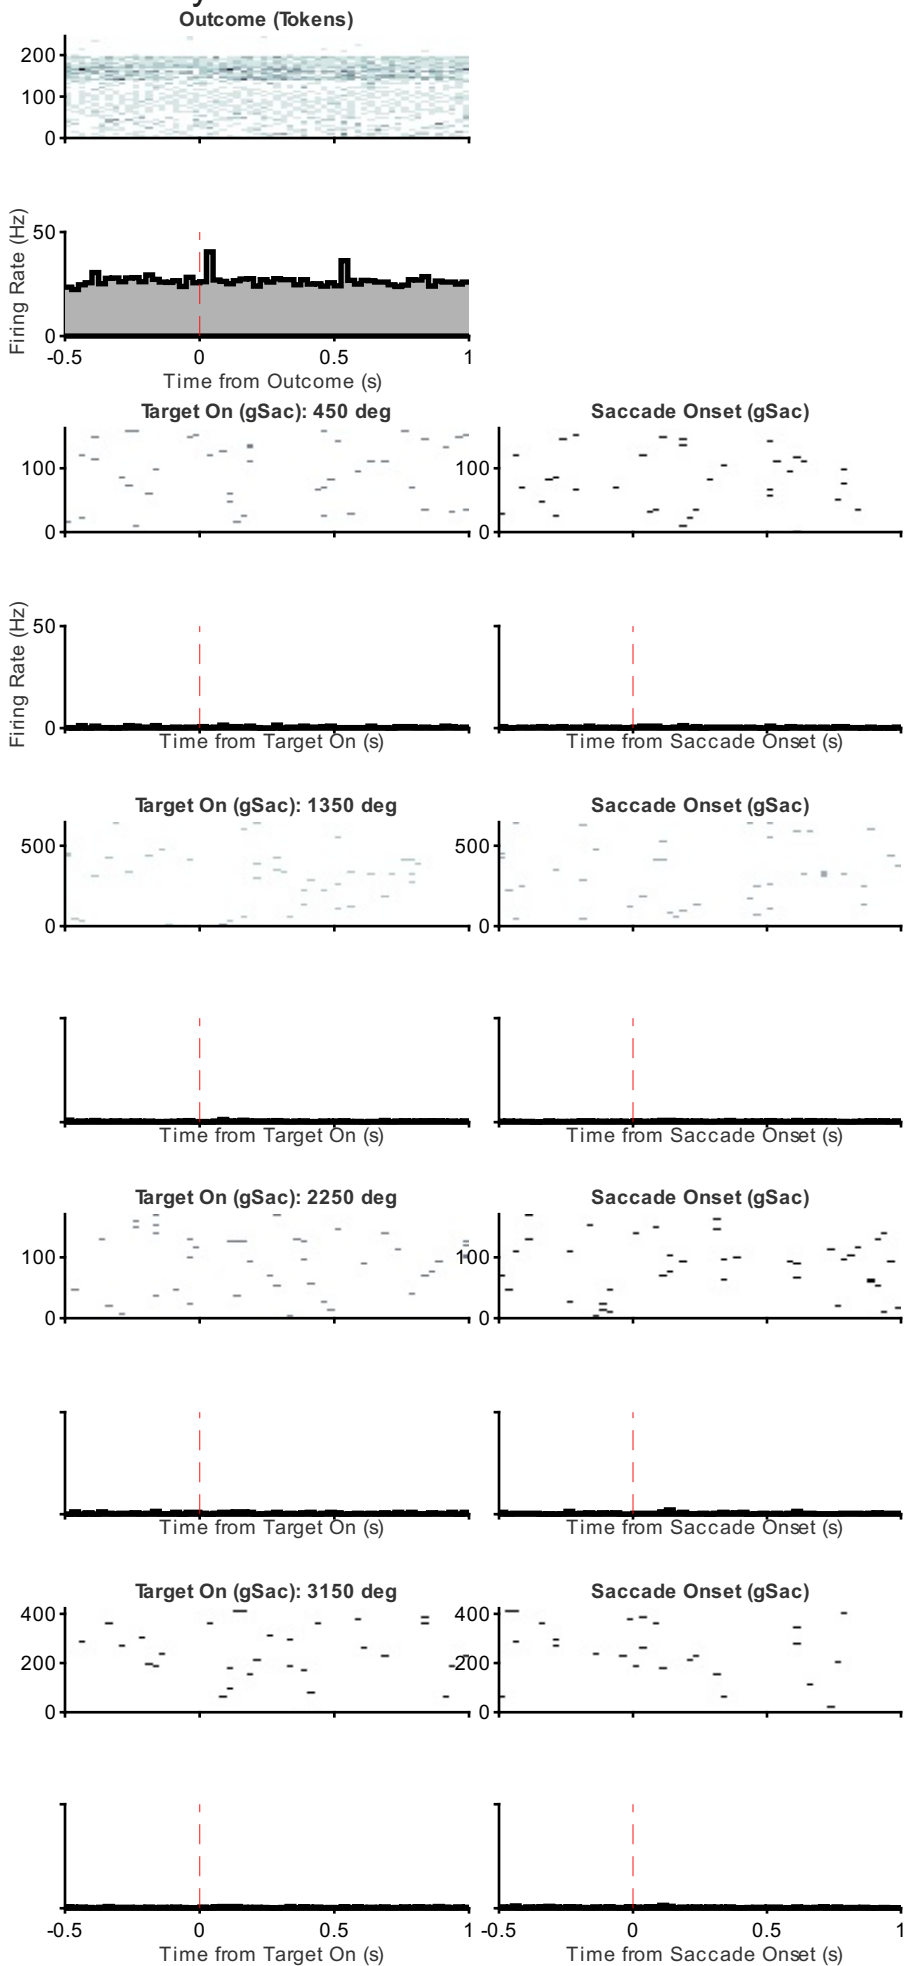 Outcome (Tokens)
200
100
0
Firing Rate (Hz)
50
0
-0.5 0 0.5 1
Time from Outcome (s)
Target On (gSac): 450 deg Saccade Onset (gSac)
100 100
0 0
Firing Rate (Hz)
50
0
Time from Target On (s) Time from Saccade Onset (s)
Target On (gSac): 1350 deg Saccade Onset (gSac)
500 500
0 0
Time from Target On (s) Time from Saccade Onset (s)
Target On (gSac): 2250 deg Saccade Onset (gSac)
100 100
0 0
Time from Target On (s) Time from Saccade Onset (s)
Target On (gSac): 3150 deg Saccade Onset (gSac)
400 400
200 200
0 0
-0.5 0 0.5 1 -0.5 0 0.5 1
Time from Target On (s) Time from Saccade Onset (s)